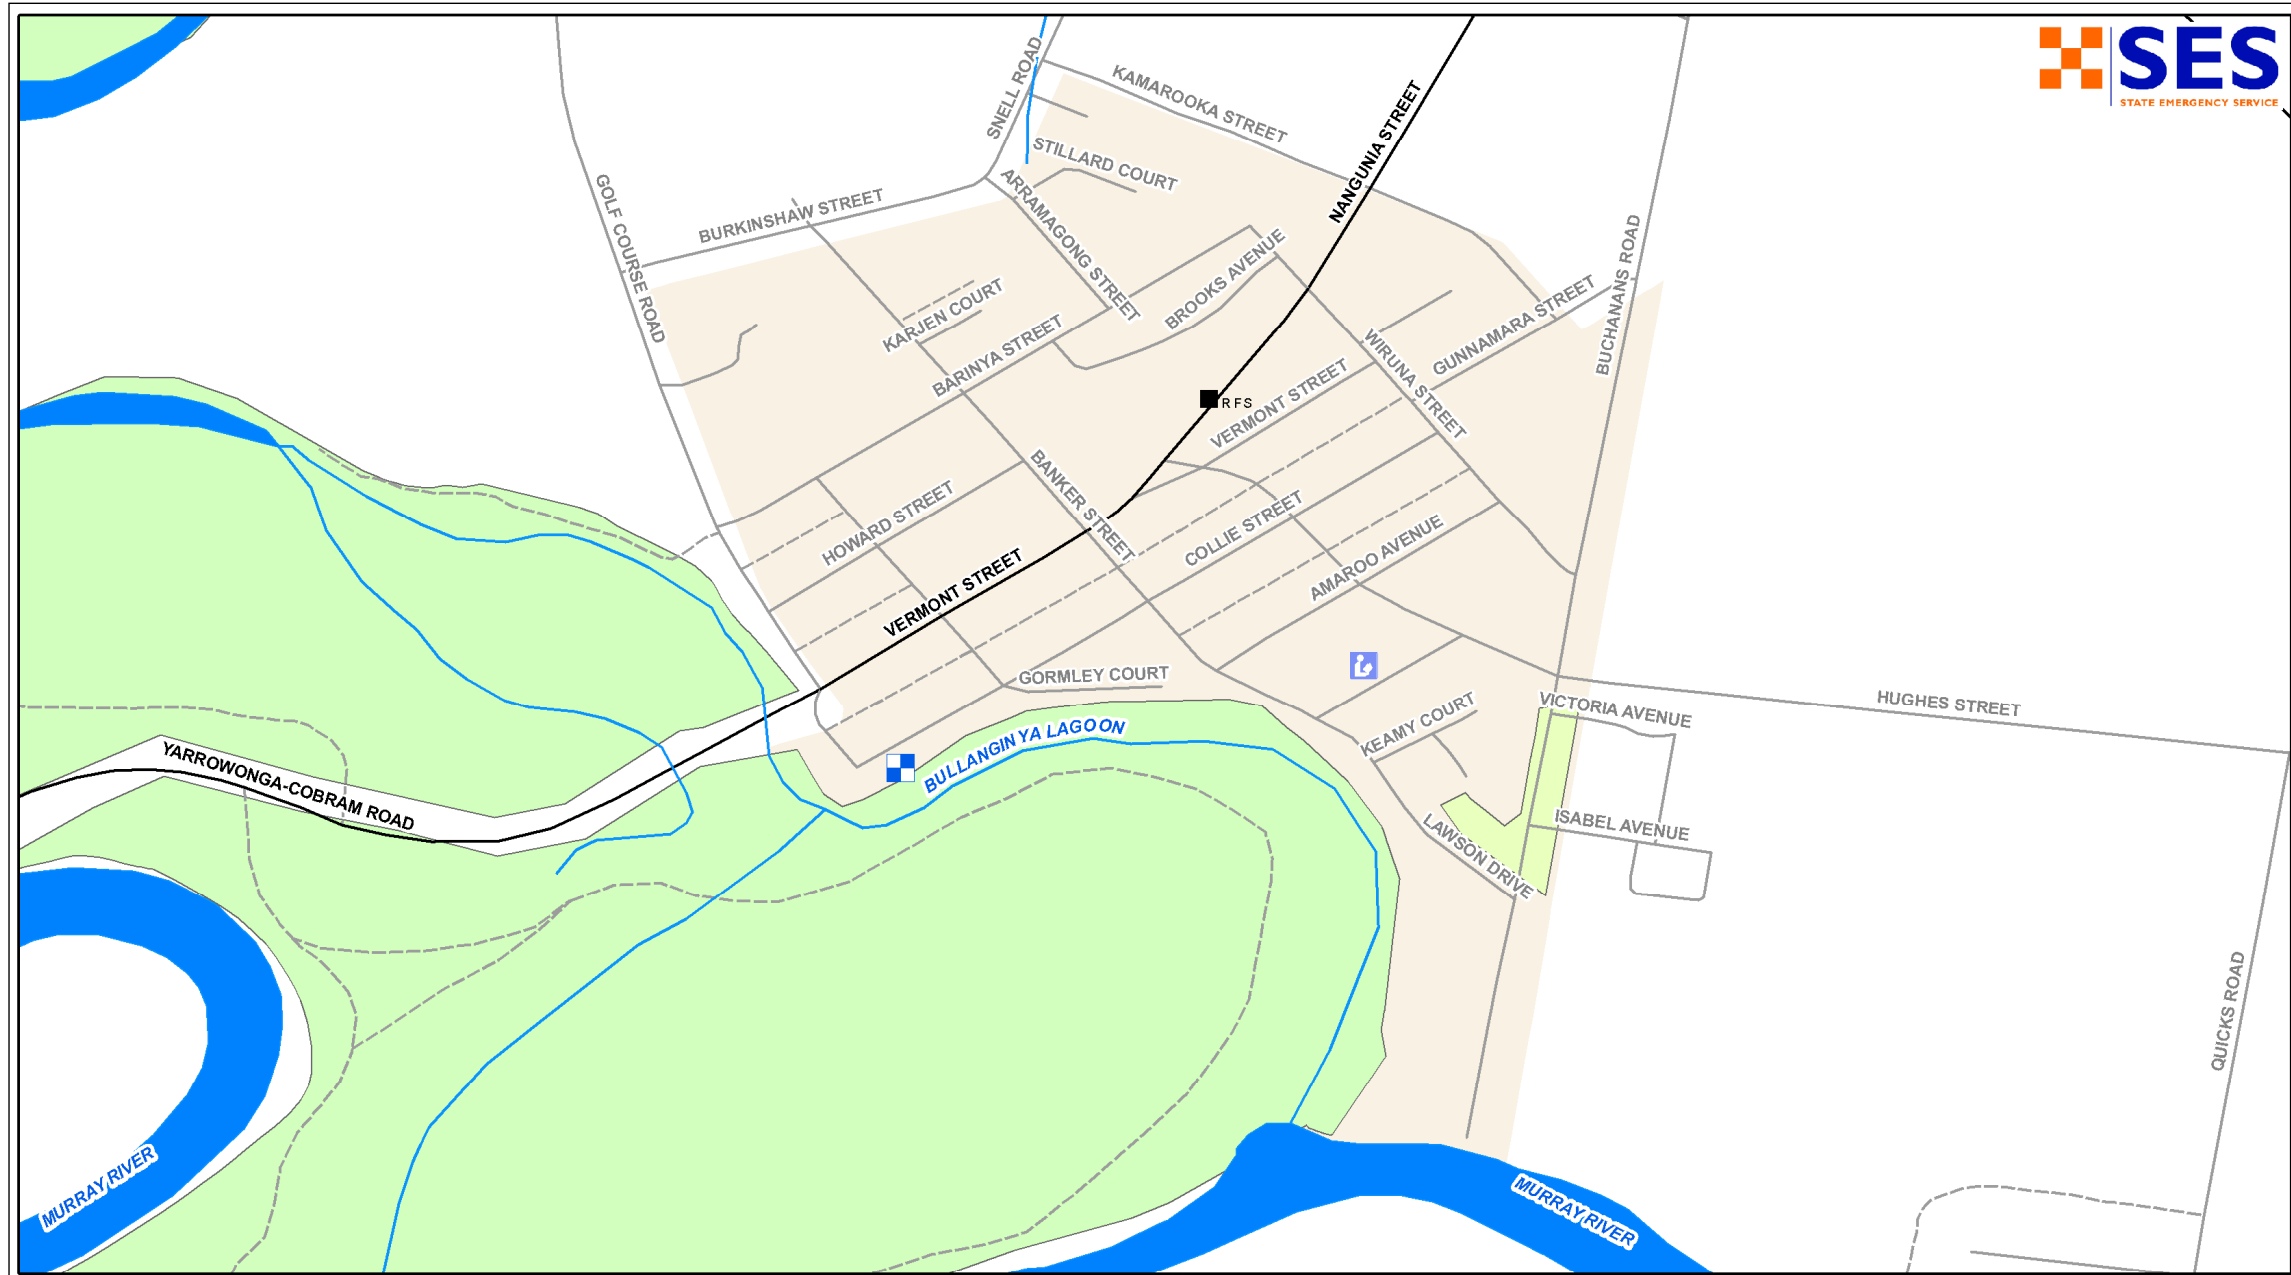 SES
STATE EMERGENCY SERVICE
SNELL ROAD
KAMAROOKA STREET
NANGUNIA STREET
STILLARD COURT
GOLF COURSE ROAD
BURKINSHAW STREET
ARRAMAGONG STREET
BROOKS AVENUE
BUCHANANS ROAD
KARJEN COURT
BARINYA STREET
GUNNAMARA STREET
WIRUNA STREET
VERMONT STREET
RFS
HOWARD STREET
BANKER STREET
COLLIE STREET
AMAROO AVENUE
VERMONT STREET
GORMLEY COURT
VICTORIA AVENUE
HUGHES STREET
KEAMY COURT
BULLANGINYA LAGOON
YARROWONGA-COBRAM ROAD
ISABEL AVENUE
LAWSON DRIVE
QUICKS ROAD
MURRAY RIVER
MURRAY RIVER